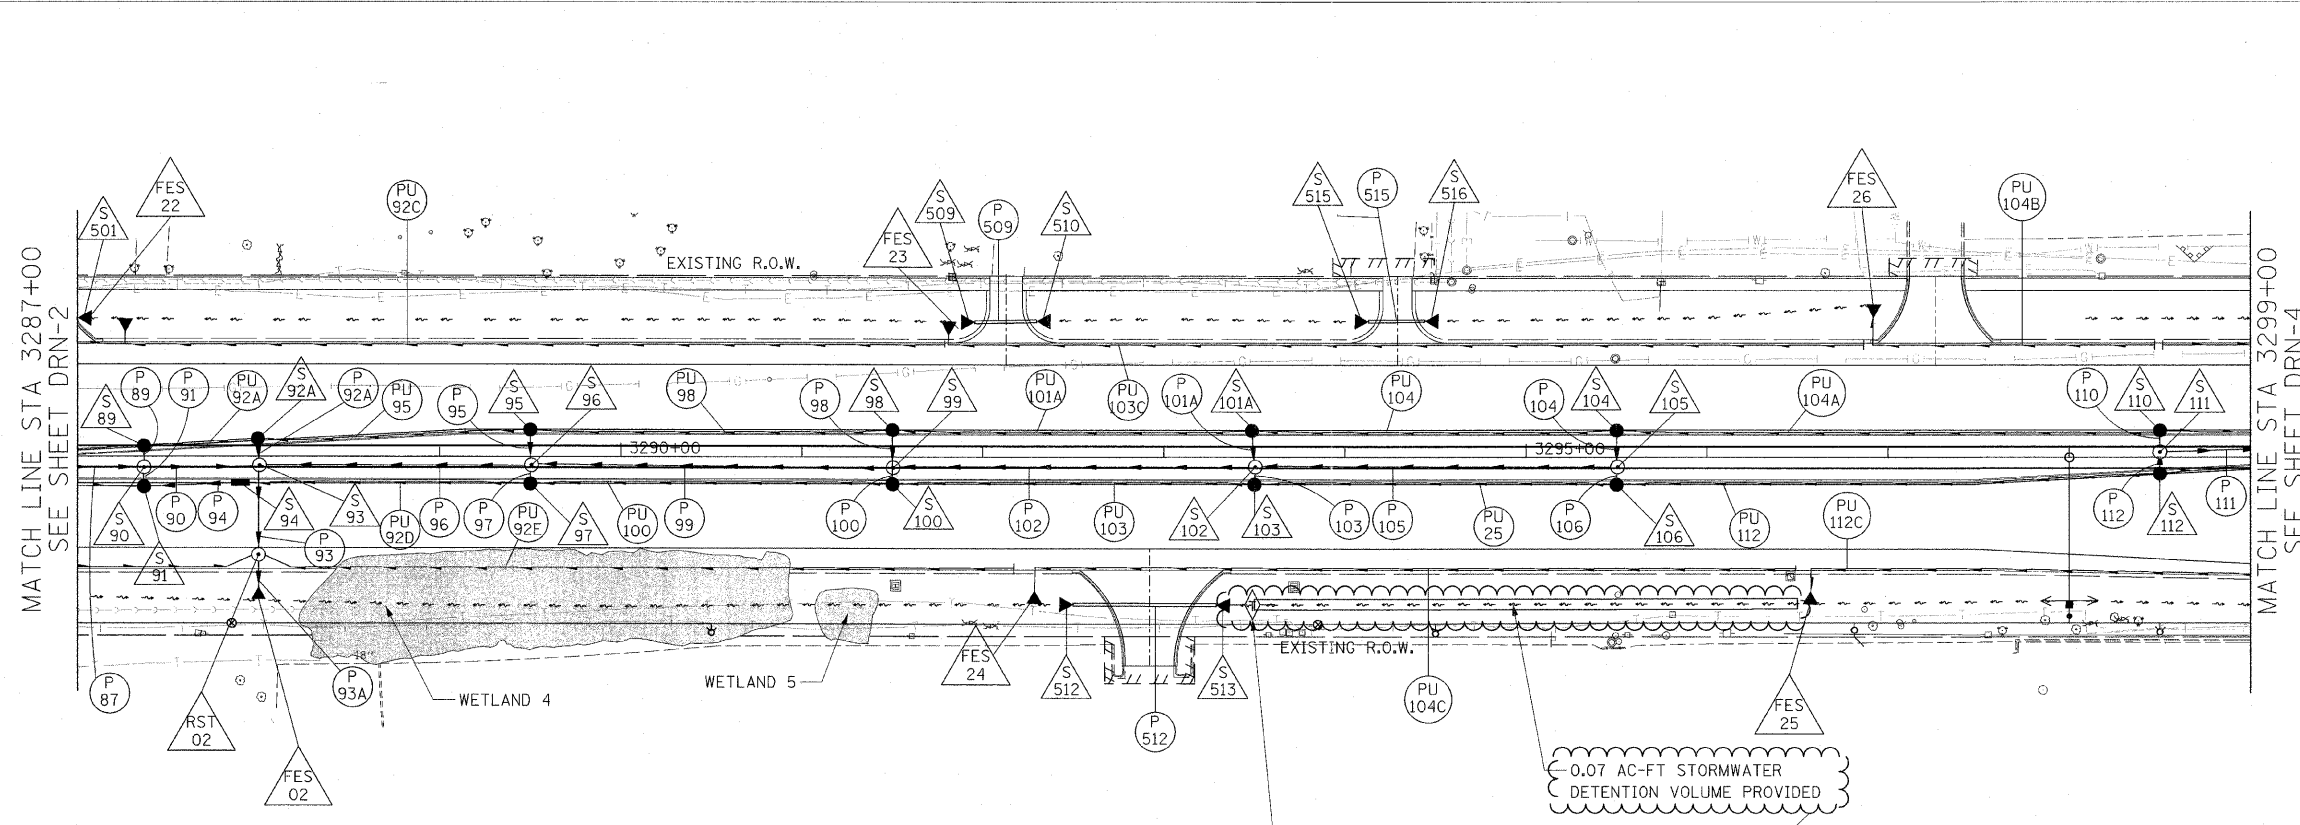 MATCH LINE STA 3287+00
SEE SHEET DRN-2
S
501
FES
22
PU
92C
FES
23
S
509
P
509
S
510
S
515
P
515
S
516
FES
26
PU
104B
EXISTING R.O.W.
S
89
P
89
P
91
PU
92A
S
92A
P
92A
PU
95
P
95
S
95
S
96
PU
98
P
98
S
98
S
99
PU
101A
PU
103C
P
101A
S
101A
PU
104
P
104
S
104
S
105
PU
104A
P
110
S
110
S
111
3290+00
3295+00
S
90
P
90
P
94
S
94
S
93
PU
92D
P
96
P
97
PU
92E
S
97
PU
100
P
99
P
100
S
100
P
102
PU
103
S
102
S
103
P
103
P
105
PU
25
P
106
S
106
PU
112
PU
112C
P
112
S
112
P
111
S
91
P
93
P
87
RST
02
FES
02
P
93A
18"
WETLAND 4
WETLAND 5
FES
24
S
512
P
512
S
513
EXISTING R.O.W.
PU
104C
FES
25
0.07 AC-FT STORMWATER
DETENTION VOLUME PROVIDED
MATCH LINE STA 3299+00
SEE SHEET DRN-4